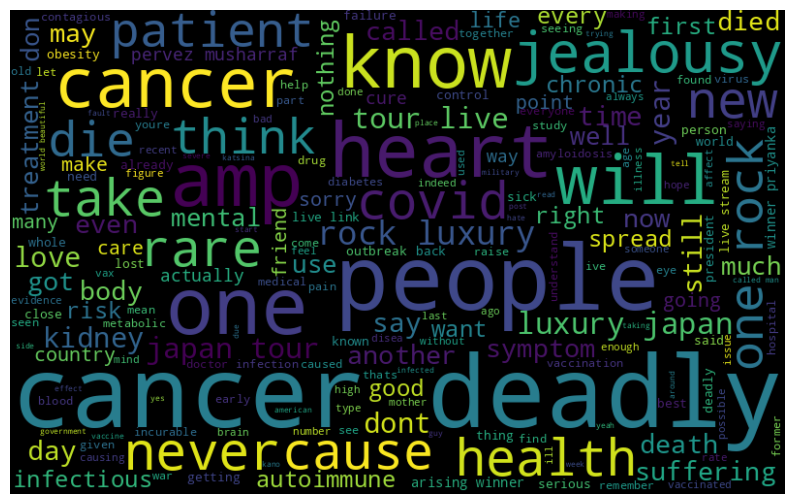 contagious
failure
making
seeing
together
trying
every
first
died
life
called
may
don
patient
know
jealousy
pervez musharraf
obesity
old
let
nothing
help
done
cure
control
always
chronic
point
found
virus
saying
new
cancer
world beautiful
treatment
fault
really
youre
part
bad
everyone
study
person
year
die
think
tour
live
place
time
well
way
world
already
recent
katsina
severe
heart
amyloidosis
age
illness
affect
tell
hope
make
figure
drug
amp
used
will
need
diabetes
indeed
covid
sick
military
take
start
sorry
post
read
hate
right
now
many
even
mental
live link
rock luxury
friend
outbreak
back
someone
spread
still
president
live stream
winner priyanka
rock
whole
vax
care
come
feel
raise
understand
love
lost
rare
use
ive
eye
much
called man
evidence
got
actually
medical
one
people
one
seen
close
mean
body
pain
last
ago
going
risk
metabolic
say
want
luxury japan
said
side
mind
due
known
disea
without
taking
issue
hospital
kidney
japan tour
another
symptom
enough
country
doctor
infection
caused
thats
vaccination
best
effect
infected
cancer deadly
blood
yes
early
high
good
mother
around
deadly
possible
american
type
dont
government
incurable
brain
number
see
guy
yeah
former
day
given
vaccine
never
cause
thing
find
health
ill
death
rate
infectious
war
causing
kano
getting
autoimmune
arising winner
serious
week
remember
suffering
vaccinated